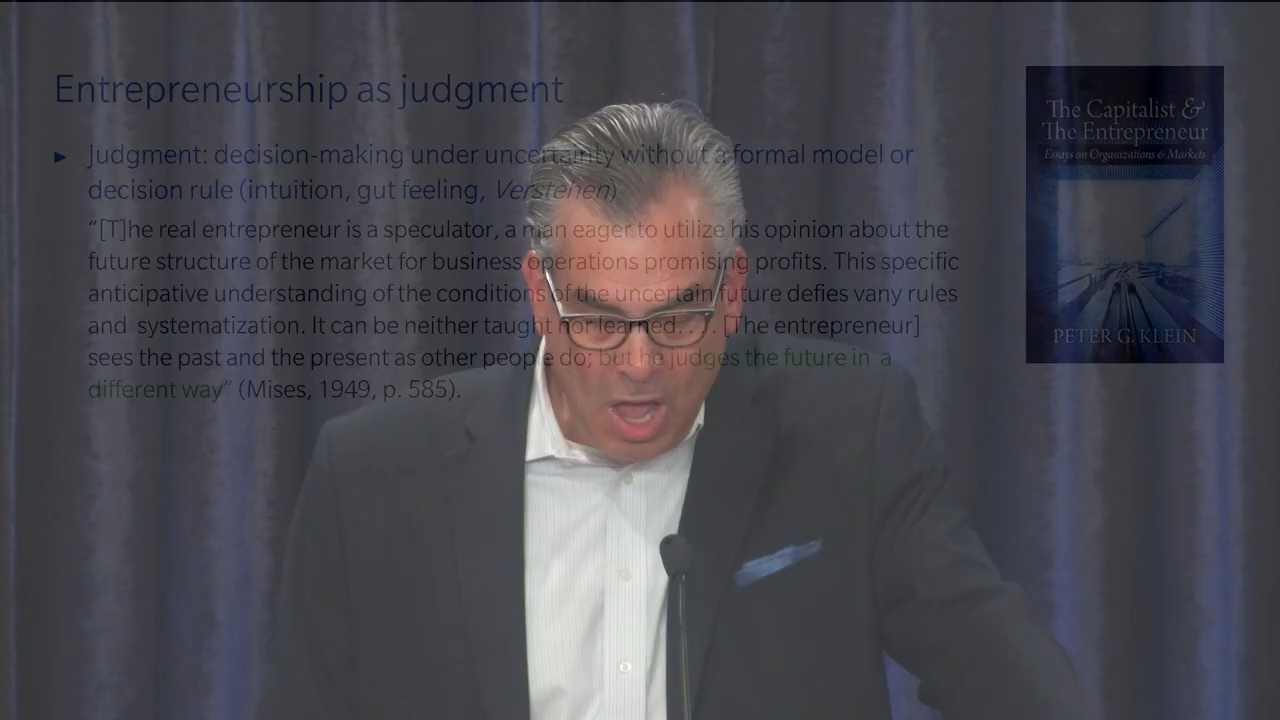 Entrepreneurship as judgment
Judgment: decision-making under uncertainty without a formal model or
decision rule (intuition, gut feeling, Verstehen)
“[T]he real entrepreneur is a speculator, a man eager to utilize his opinion about the
future structure of the market for business operations promising profits. This specific
anticipative understanding of the conditions of the uncertain future defies vany rules
and systematization. It can be neither taught nor learned. . . [The entrepreneur]
sees the past and the present as other people do; but he judges the future in a
different way” (Mises, 1949, p. 585).
The Capitalist &
The Entrepreneur
Essays on Organizations & Markets
PETER G. KLEIN